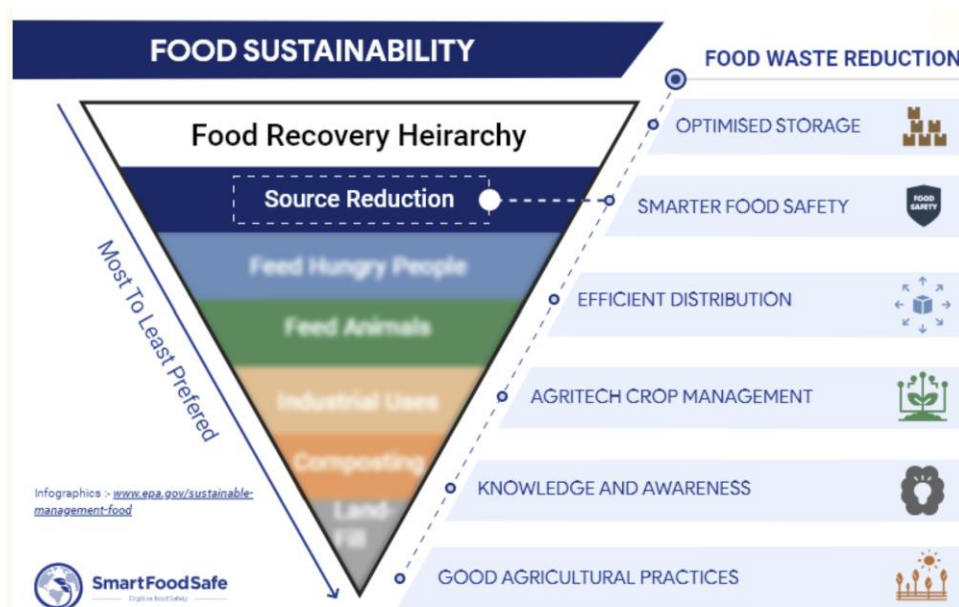 FOOD SUSTAINABILITY
FOOD WASTE REDUCTION
Food Recovery Heirarchy
Source Reduction
Feed Hungry People
Feed Animals
Industrial Uses
Composting
Land-
Fill
Most To Least Prefered
OPTIMISED STORAGE
SMARTER FOOD SAFETY
FOOD
SAFETY
EFFICIENT DISTRIBUTION
AGRITECH CROP MANAGEMENT
KNOWLEDGE AND AWARENESS
GOOD AGRICULTURAL PRACTICES
Infographics :- www.epa.gov/sustainable-
management-food
SmartFoodSafe